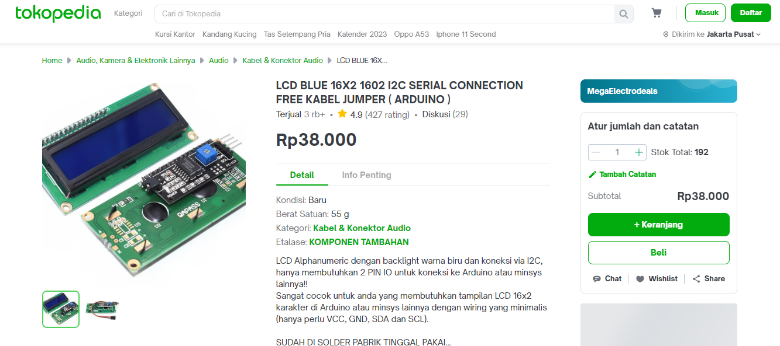 tokopedia
Kategori
Cari di Tokopedia
Masuk
Daftar
Kursi Kantor Kandang Kucing Tas Selempang Pria Kalender 2023 Oppo A53 Iphone 11 Second
Dikirim ke Jakarta Pusat
Home Audio, Kamera & Elektronik Lainnya Audio Kabel & Konektor Audio LCD BLUE 16X...
LCD BLUE 16X2 1602 I2C SERIAL CONNECTION
FREE KABEL JUMPER ( ARDUINO )
Terjual 3 rb+ • 4.9 (427 rating) • Diskusi (29)
Rp38.000
Detail
Info Penting
Kondisi: Baru
Berat Satuan: 55 g
Kategori: Kabel & Konektor Audio
Etalase: KOMPONEN TAMBAHAN
LCD Alphanumeric dengan backlight warna biru dan koneksi via I2C,
hanya membutuhkan 2 PIN IO untuk koneksi ke Arduino atau minsys
lainnya!!
Sangat cocok untuk anda yang membutuhkan tampilan LCD 16x2
karakter di Arduino atau minsys lainnya dengan wiring yang minimalis
(hanya perlu VCC, GND, SDA dan SCL).
SUDAH DI SOLDER PABRIK TINGGAL PAKAI...
MegaElectrodeals
Atur jumlah dan catatan
1
Stok Total: 192
Tambah Catatan
Subtotal
Rp38.000
+ Keranjang
Beli
Chat
Wishlist
Share